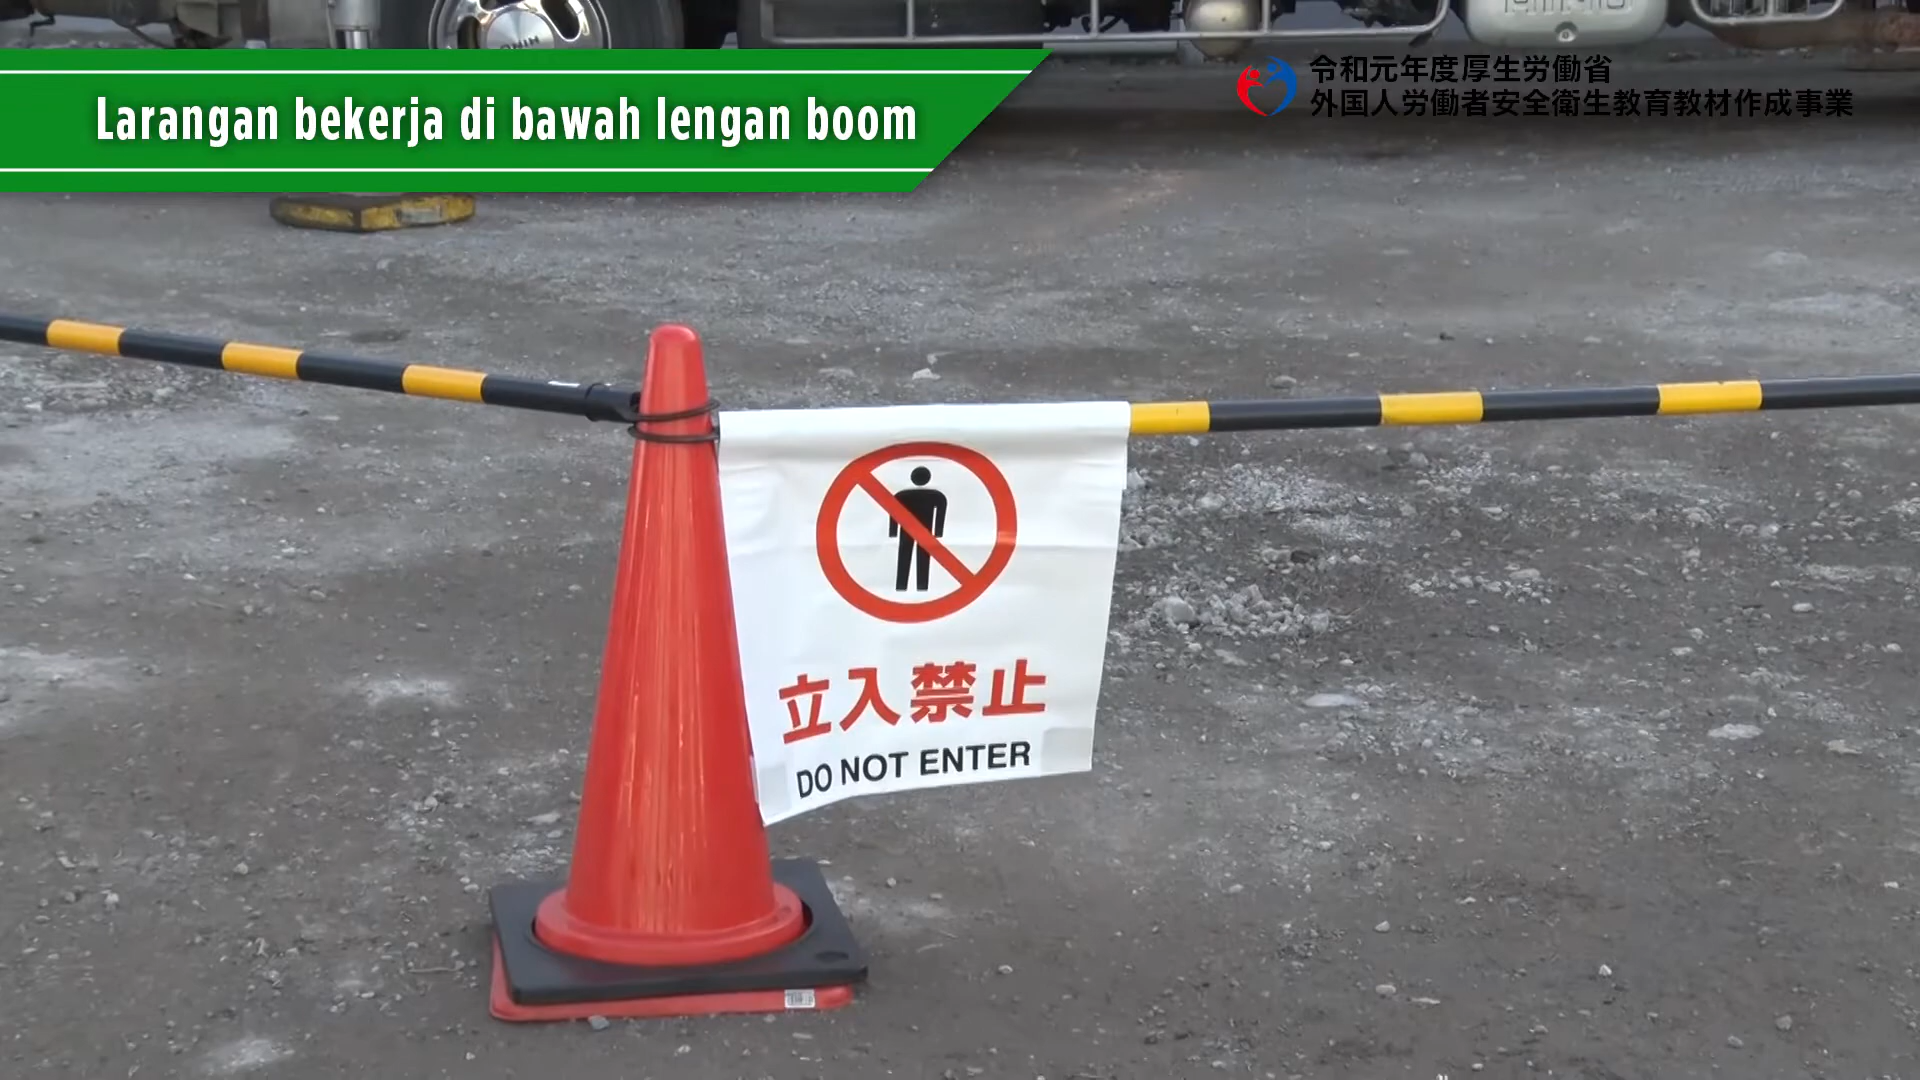 Larangan bekerja di bawah lengan boom
令和元年度厚生労働省
外国人労働者安全衛生教育教材作成事業
立入禁止
DO NOT ENTER